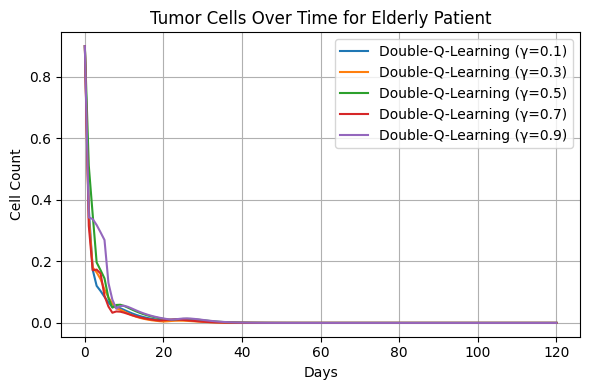 Tumor Cells Over Time for Elderly Patient
Double-Q-Learning (γ=0.1)
Double-Q-Learning (γ=0.3)
Double-Q-Learning (γ=0.5)
Double-Q-Learning (γ=0.7)
Double-Q-Learning (γ=0.9)
Cell Count
0.8
0.6
0.4
0.2
0.0
0
20
40
60
80
100
120
Days